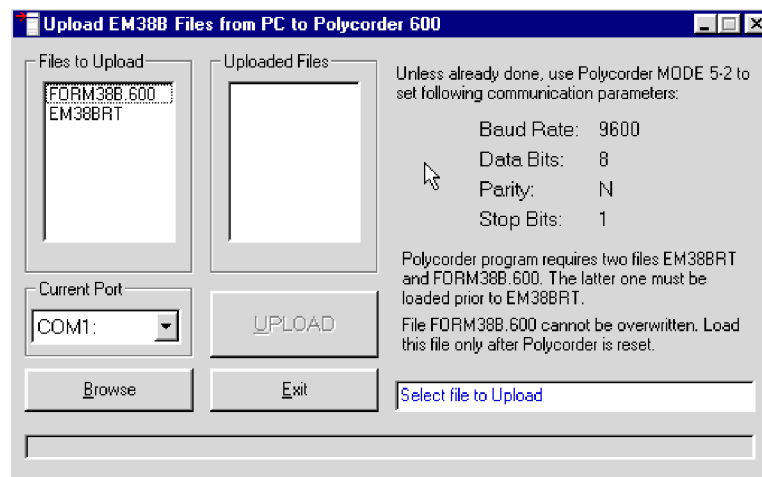 Upload EM38B Files from PC to Polycorder 600
Files to Upload
FORM38B.600
EM38BRT
Uploaded Files
Unless already done, use Polycorder MODE 5-2 to
set following communication parameters:
Baud Rate: 9600
Data Bits: 8
Parity: N
Stop Bits: 1
Polycorder program requires two files EM38BRT
and FORM38B.600. The latter one must be
loaded prior to EM38BRT.
File FORM38B.600 cannot be overwritten. Load
this file only after Polycorder is reset.
Current Port
COM1:
UPLOAD
Browse
Exit
Select file to Upload